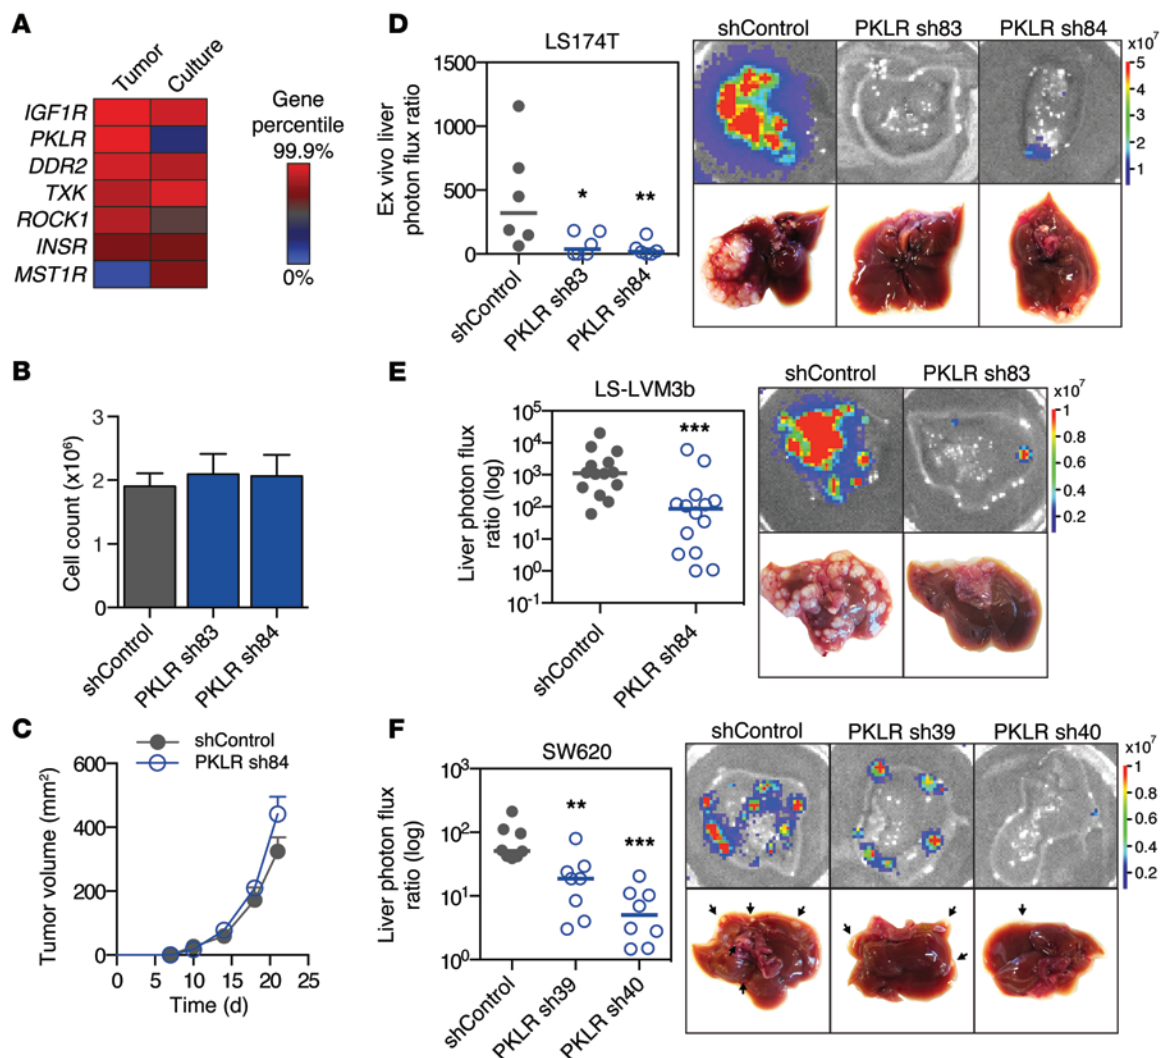 A
Tumor
Culture
IGF1R
PKLR
DDR2
TXK
ROCK1
INSR
MST1R
Gene
percentile
99.9%
0%
B
Cell count (x10⁶)
3
2
1
0
shControl
PKLR sh83
PKLR sh84
C
shControl
PKLR sh84
Tumor volume (mm²)
600
400
200
0
0 5 10 15 20 25
Time (d)
D
LS174T
Ex vivo liver
photon flux ratio
1500
1000
500
0
*
**
shControl
PKLR sh83
PKLR sh84
shControl
PKLR sh83
PKLR sh84
x10⁷
5
4
3
2
1
E
LS-LVM3b
Liver photon flux
ratio (log)
10⁵
10⁴
10³
10²
10¹
10⁰
10⁻¹
***
shControl
PKLR sh84
shControl
PKLR sh83
x10⁷
1
0.8
0.6
0.4
0.2
F
SW620
Liver photon flux
ratio (log)
10³
10²
10¹
10⁰
**
***
shControl
PKLR sh39
PKLR sh40
shControl
PKLR sh39
PKLR sh40
x10⁷
1
0.8
0.6
0.4
0.2